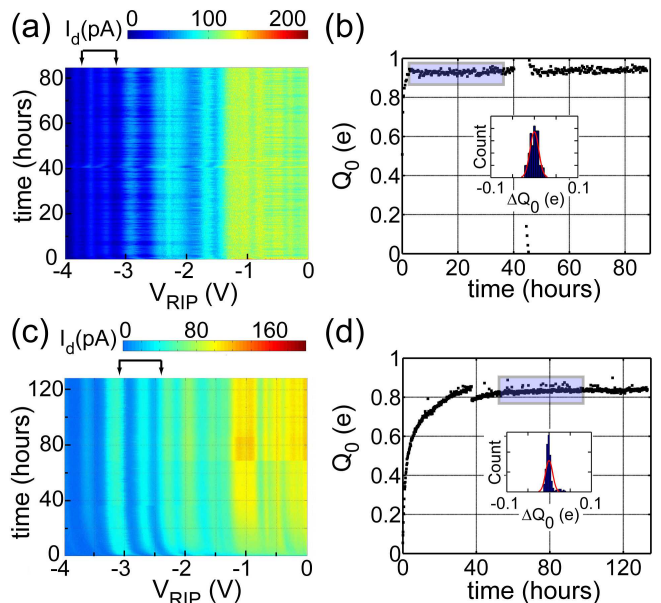 (a) I_d(pA) 0 100 200
time (hours)
80
60
40
20
0
-4 -3 -2 -1 0
V_RIP (V)
(b)
Q_0 (e)
1
0.8
0.6
0.4
0.2
0
0 20 40 60 80
time (hours)
Count
-0.1 0.1
ΔQ_0 (e)
(c) I_d(pA) 0 80 160
time (hours)
120
80
40
0
-4 -3 -2 -1 0
V_RIP (V)
(d)
Q_0 (e)
1
0.8
0.6
0.4
0.2
0
0 40 80 120
time (hours)
Count
-0.1 0.1
ΔQ_0 (e)